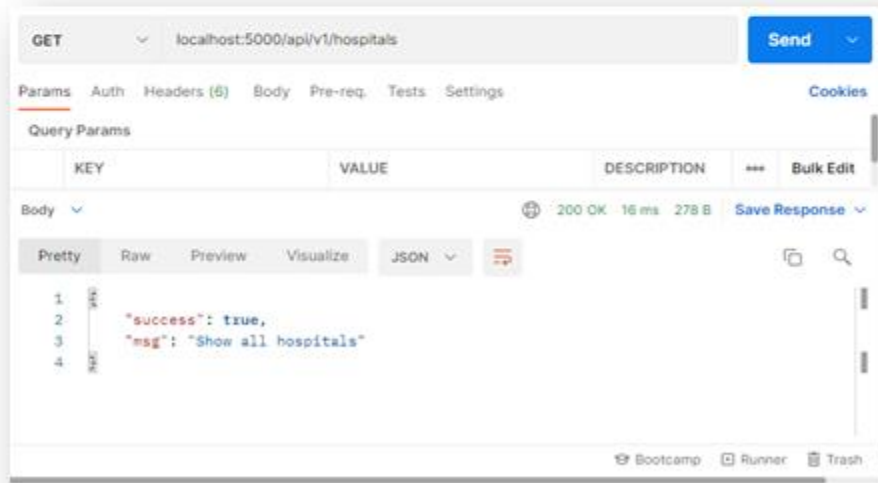 GET localhost:5000/api/v1/hospitals Send
Params Auth Headers (6) Body Pre-req. Tests Settings Cookies
Query Params
KEY VALUE DESCRIPTION ••• Bulk Edit
Body 200 OK 16 ms 278 B Save Response
Pretty Raw Preview Visualize JSON
1 {
2 "success": true,
3 "msg": "Show all hospitals"
4 }
Bootcamp Runner Trash